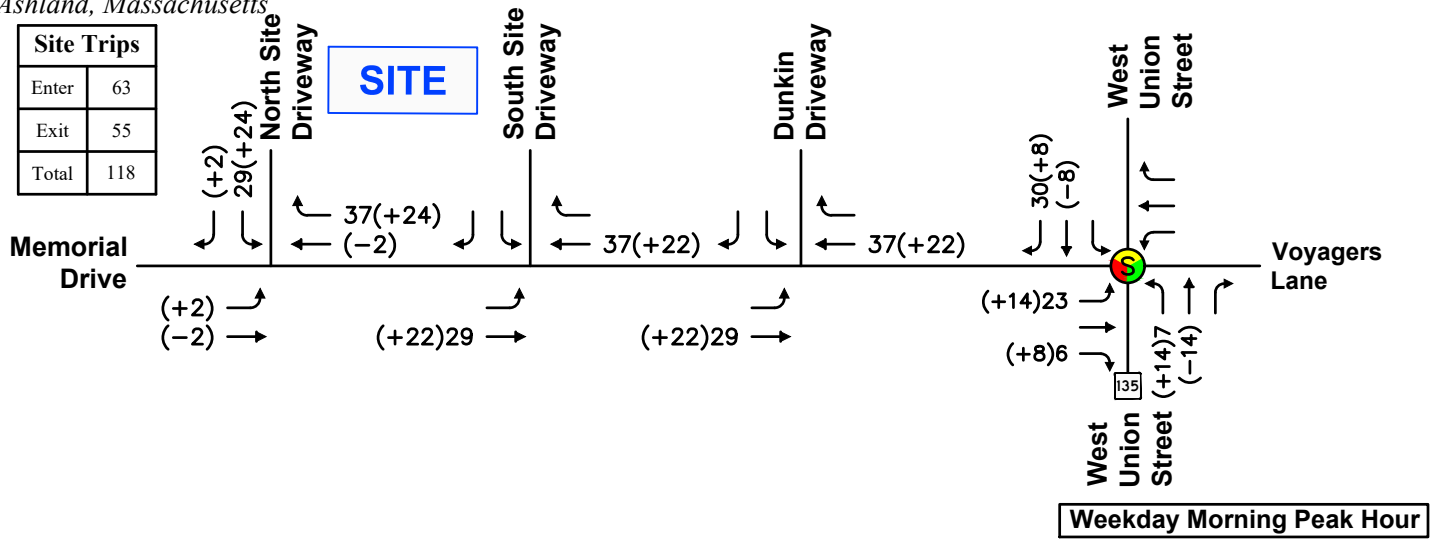 Ashland, Massachusetts
Site Trips
Enter 63
Exit 55
Total 118
North Site
Driveway
SITE
South Site
Driveway
Dunkin
Driveway
West
Union
Street
(+2)
29(+24)
37(+24)
(-2)
37(+22)
37(+22)
30(+8)
(-8)
Memorial
Drive
S
Voyagers
Lane
(+2)
(-2)
(+22)29
(+22)29
(+14)23
(+8)6
(+14)7
(-14)
135
West
Union
Street
Weekday Morning Peak Hour